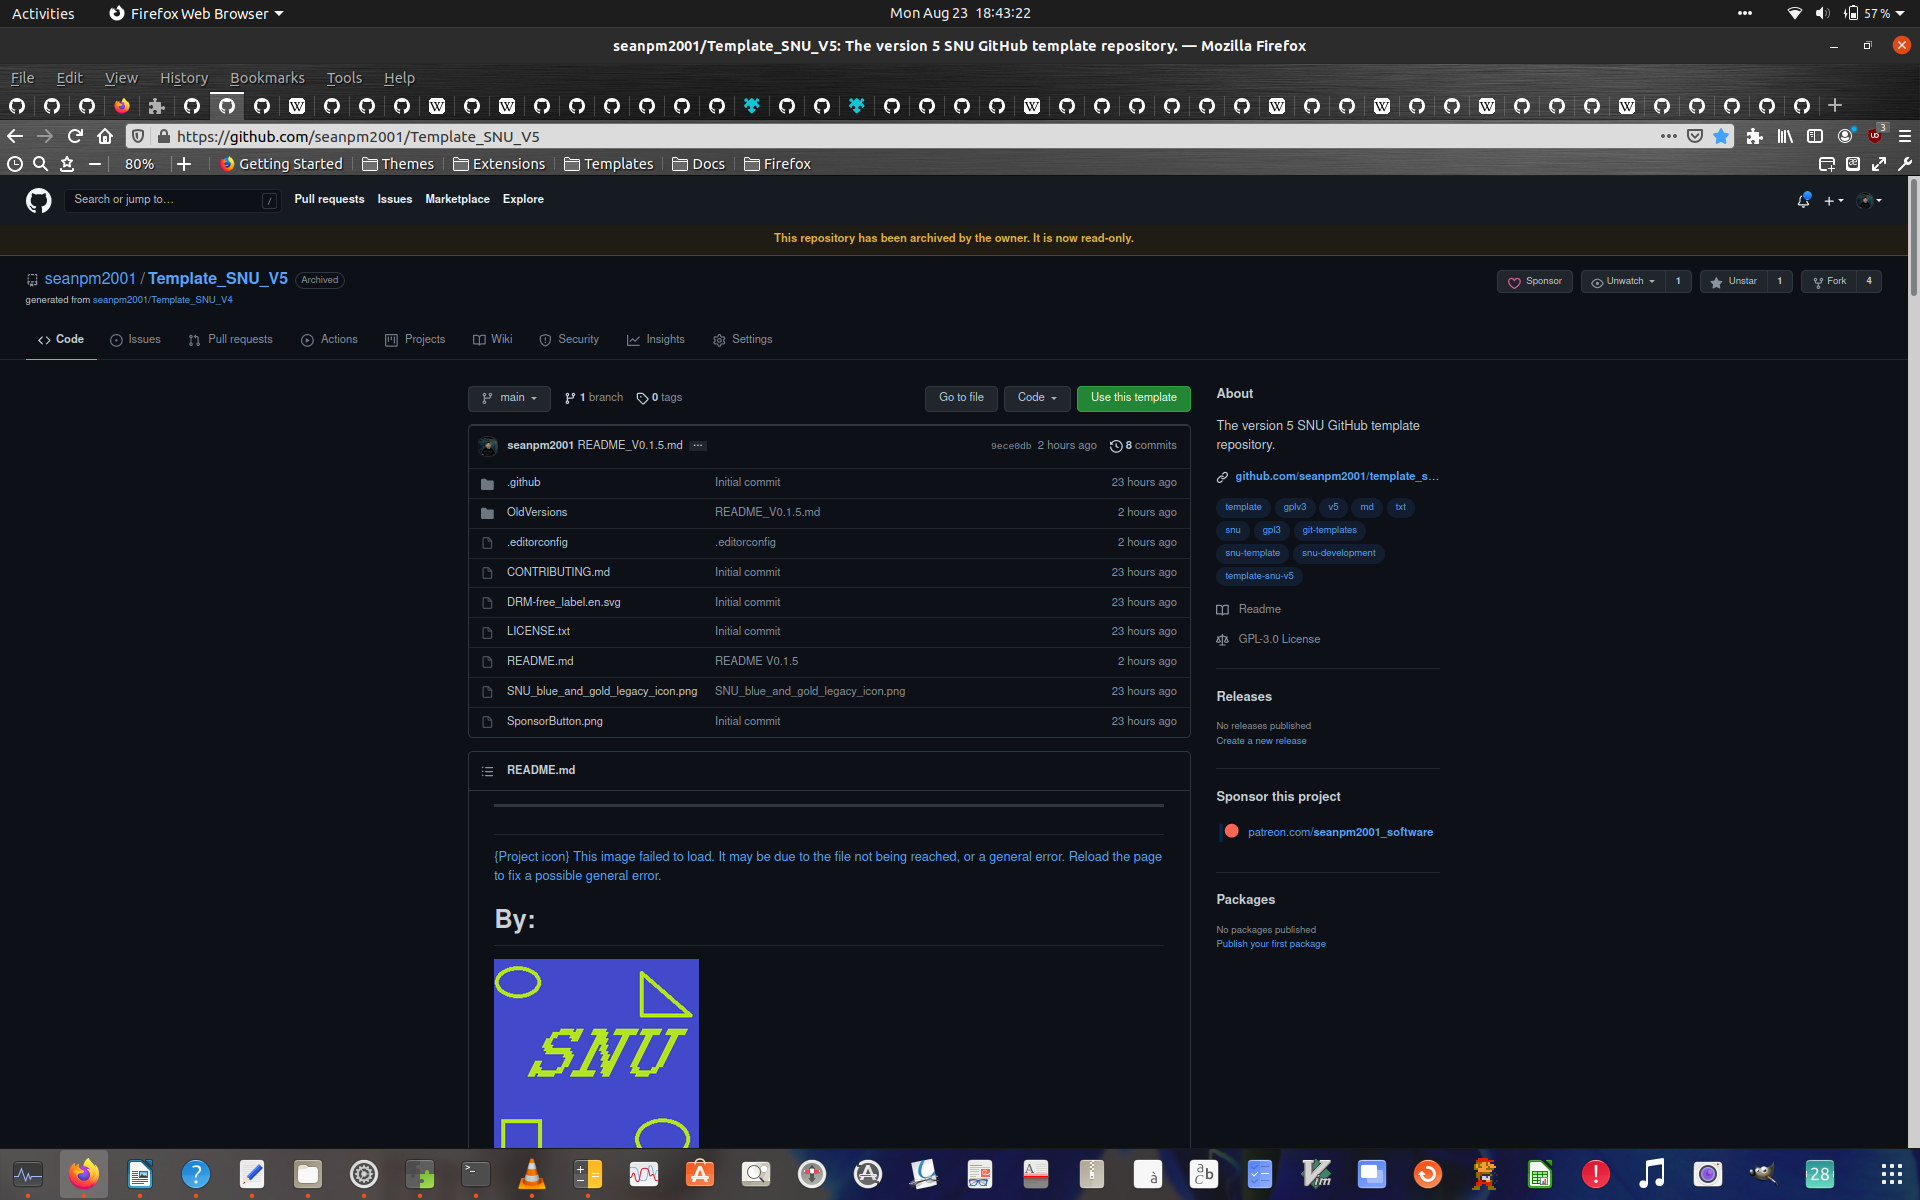 Activities
Firefox Web Browser
Mon Aug 23  18:43:22
57 %
seanpm2001/Template_SNU_V5: The version 5 SNU GitHub template repository. — Mozilla Firefox
File Edit View History Bookmarks Tools Help
https://github.com/seanpm2001/Template_SNU_V5
3
80%
Getting Started
Themes
Extensions
Templates
Docs
Firefox
Search or jump to…
/
Pull requests Issues Marketplace Explore
This repository has been archived by the owner. It is now read-only.
seanpm2001 / Template_SNU_V5 Archived
Sponsor
Unwatch 1
Unstar 1
Fork 4
generated from seanpm2001/Template_SNU_V4
Code Issues Pull requests Actions Projects Wiki Security Insights Settings
main 1 branch 0 tags
Go to file
Code
Use this template
seanpm2001 README_V0.1.5.md ...
9ece0db 2 hours ago 8 commits
.github Initial commit 23 hours ago
OldVersions README_V0.1.5.md 2 hours ago
.editorconfig .editorconfig 2 hours ago
CONTRIBUTING.md Initial commit 23 hours ago
DRM-free_label.en.svg Initial commit 23 hours ago
LICENSE.txt Initial commit 23 hours ago
README.md README V0.1.5 2 hours ago
SNU_blue_and_gold_legacy_icon.png SNU_blue_and_gold_legacy_icon.png 23 hours ago
SponsorButton.png Initial commit 23 hours ago
README.md
{Project icon} This image failed to load. It may be due to the file not being reached, or a general error. Reload the page
to fix a possible general error.
By:
SNU
About
The version 5 SNU GitHub template
repository.
github.com/seanpm2001/template_s...
template gplv3 v5 md txt
snu gpl3 git-templates
snu-template snu-development
template-snu-v5
Readme
GPL-3.0 License
Releases
No releases published
Create a new release
Sponsor this project
patreon.com/seanpm2001_software
Packages
No packages published
Publish your first package
28